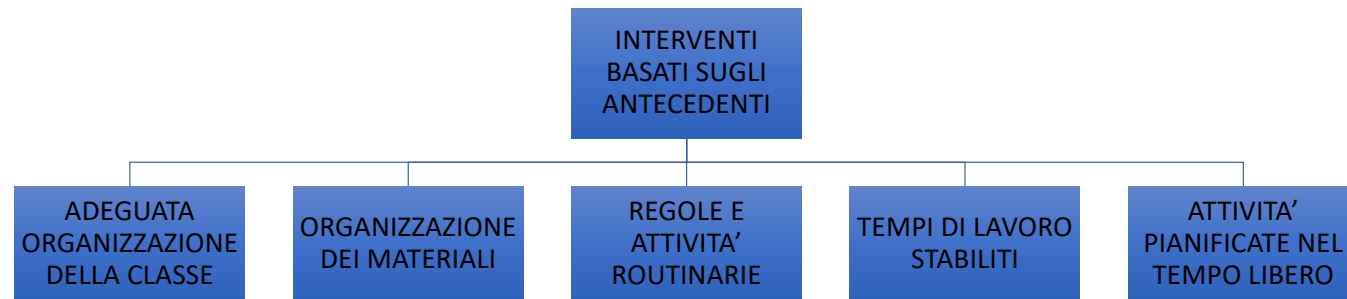 INTERVENTI
BASATI SUGLI
ANTECEDENTI
ADEGUATA
ORGANIZZAZIONE
DELLA CLASSE
ORGANIZZAZIONE
DEI MATERIALI
REGOLE E
ATTIVITA’
ROUTINARIE
TEMPI DI LAVORO
STABILITI
ATTIVITA’
PIANIFICATE NEL
TEMPO LIBERO